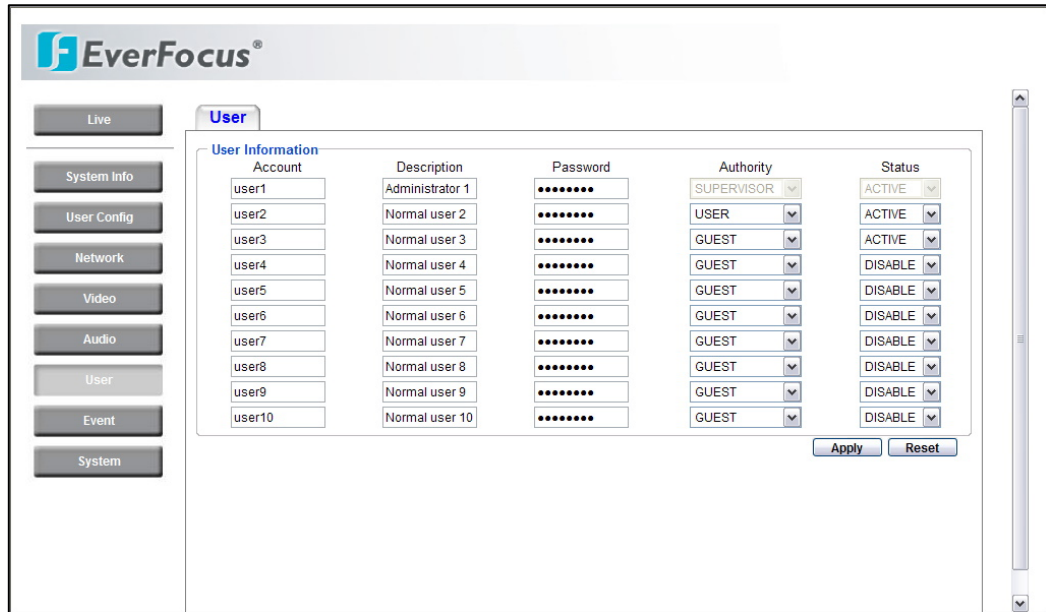 EverFocus®
Live
System Info
User Config
Network
Video
Audio
User
Event
System
User
User Information
Account Description Password Authority Status
user1 Administrator 1 •••••••• SUPERVISOR ACTIVE
user2 Normal user 2 •••••••• USER ACTIVE
user3 Normal user 3 •••••••• GUEST ACTIVE
user4 Normal user 4 •••••••• GUEST DISABLE
user5 Normal user 5 •••••••• GUEST DISABLE
user6 Normal user 6 •••••••• GUEST DISABLE
user7 Normal user 7 •••••••• GUEST DISABLE
user8 Normal user 8 •••••••• GUEST DISABLE
user9 Normal user 9 •••••••• GUEST DISABLE
user10 Normal user 10 •••••••• GUEST DISABLE
Apply Reset